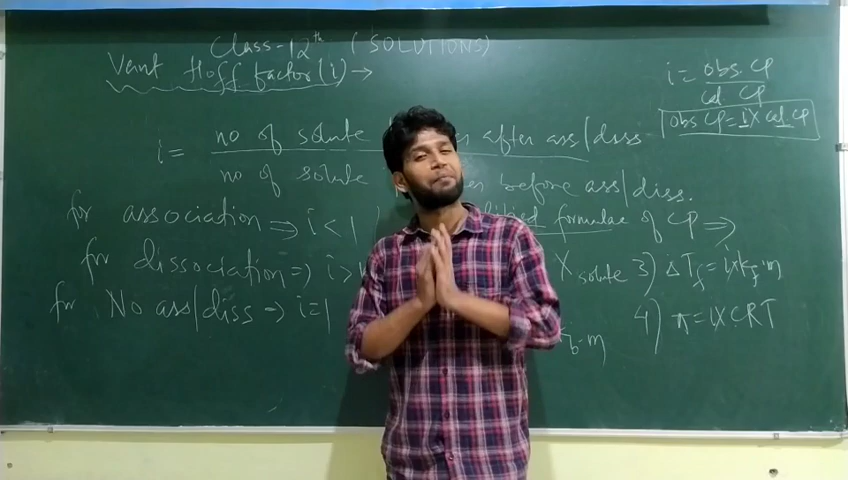 Class-12th (SOLUTIONS)
Vant Hoff factor (i) →
i = obs. CP
cal CP
obs CP = i X cal CP
i = no of solute after ass/diss
no of solute before ass/diss.
for association ⇒ i < 1
formulae of CP ⇒
for dissociation ⇒ i >
X solute 3) ΔTf = ixkf·m
for No ass/diss ⇒ i=1
b·m 4) π = iXCRT